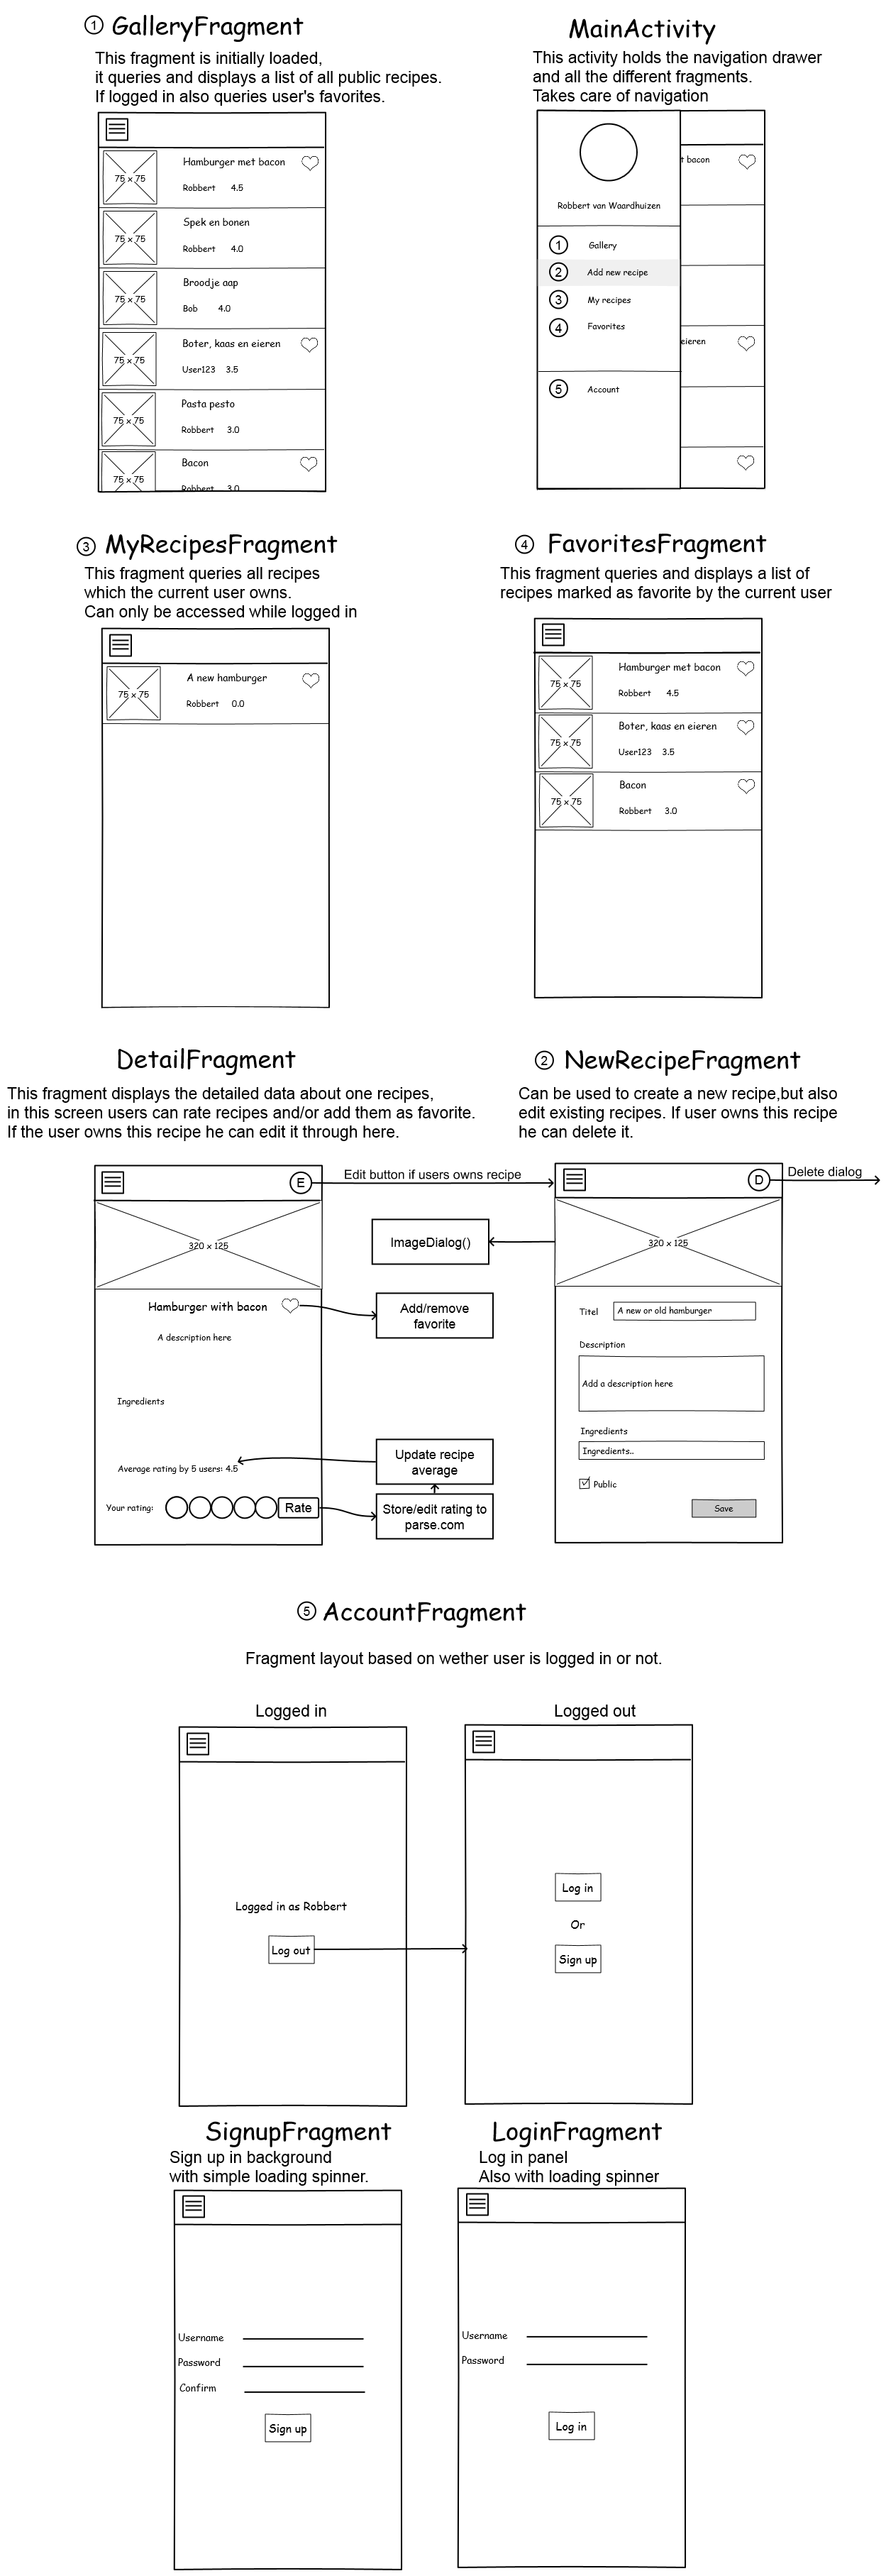 1 GalleryFragment
This fragment is initially loaded,
it queries and displays a list of all public recipes.
If logged in also queries user's favorites.
75 x 75
Hamburger met bacon
Robbert 4.5
75 x 75
Spek en bonen
Robbert 4.0
75 x 75
Broodje aap
Bob 4.0
75 x 75
Boter, kaas en eieren
User123 3.5
75 x 75
Pasta pesto
Robbert 3.0
75 x 75
Bacon
Robbert 3.0
MainActivity
This activity holds the navigation drawer
and all the different fragments.
Takes care of navigation
Robbert van Waardhuizen
1 Gallery
2 Add new recipe
3 My recipes
4 Favorites
5 Account
t bacon
eieren
3 MyRecipesFragment
This fragment queries all recipes
which the current user owns.
Can only be accessed while logged in
75 x 75
A new hamburger
Robbert 0.0
4 FavoritesFragment
This fragment queries and displays a list of
recipes marked as favorite by the current user
75 x 75
Hamburger met bacon
Robbert 4.5
75 x 75
Boter, kaas en eieren
User123 3.5
75 x 75
Bacon
Robbert 3.0
DetailFragment
This fragment displays the detailed data about one recipes,
in this screen users can rate recipes and/or add them as favorite.
If the user owns this recipe he can edit it through here.
E
Edit button if users owns recipe
320 x 125
ImageDialog()
Hamburger with bacon
Add/remove
favorite
A description here
Ingredients
Average rating by 5 users: 4.5
Update recipe
average
Your rating:
Rate
Store/edit rating to
parse.com
2 NewRecipeFragment
Can be used to create a new recipe,but also
edit existing recipes. If user owns this recipe
he can delete it.
D
Delete dialog
320 x 125
Titel
A new or old hamburger
Description
Add a description here
Ingredients
Ingredients..
Public
Save
5 AccountFragment
Fragment layout based on wether user is logged in or not.
Logged in
Logged in as Robbert
Log out
Logged out
Log in
Or
Sign up
SignupFragment
Sign up in background
with simple loading spinner.
Username
Password
Confirm
Sign up
LoginFragment
Log in panel
Also with loading spinner
Username
Password
Log in